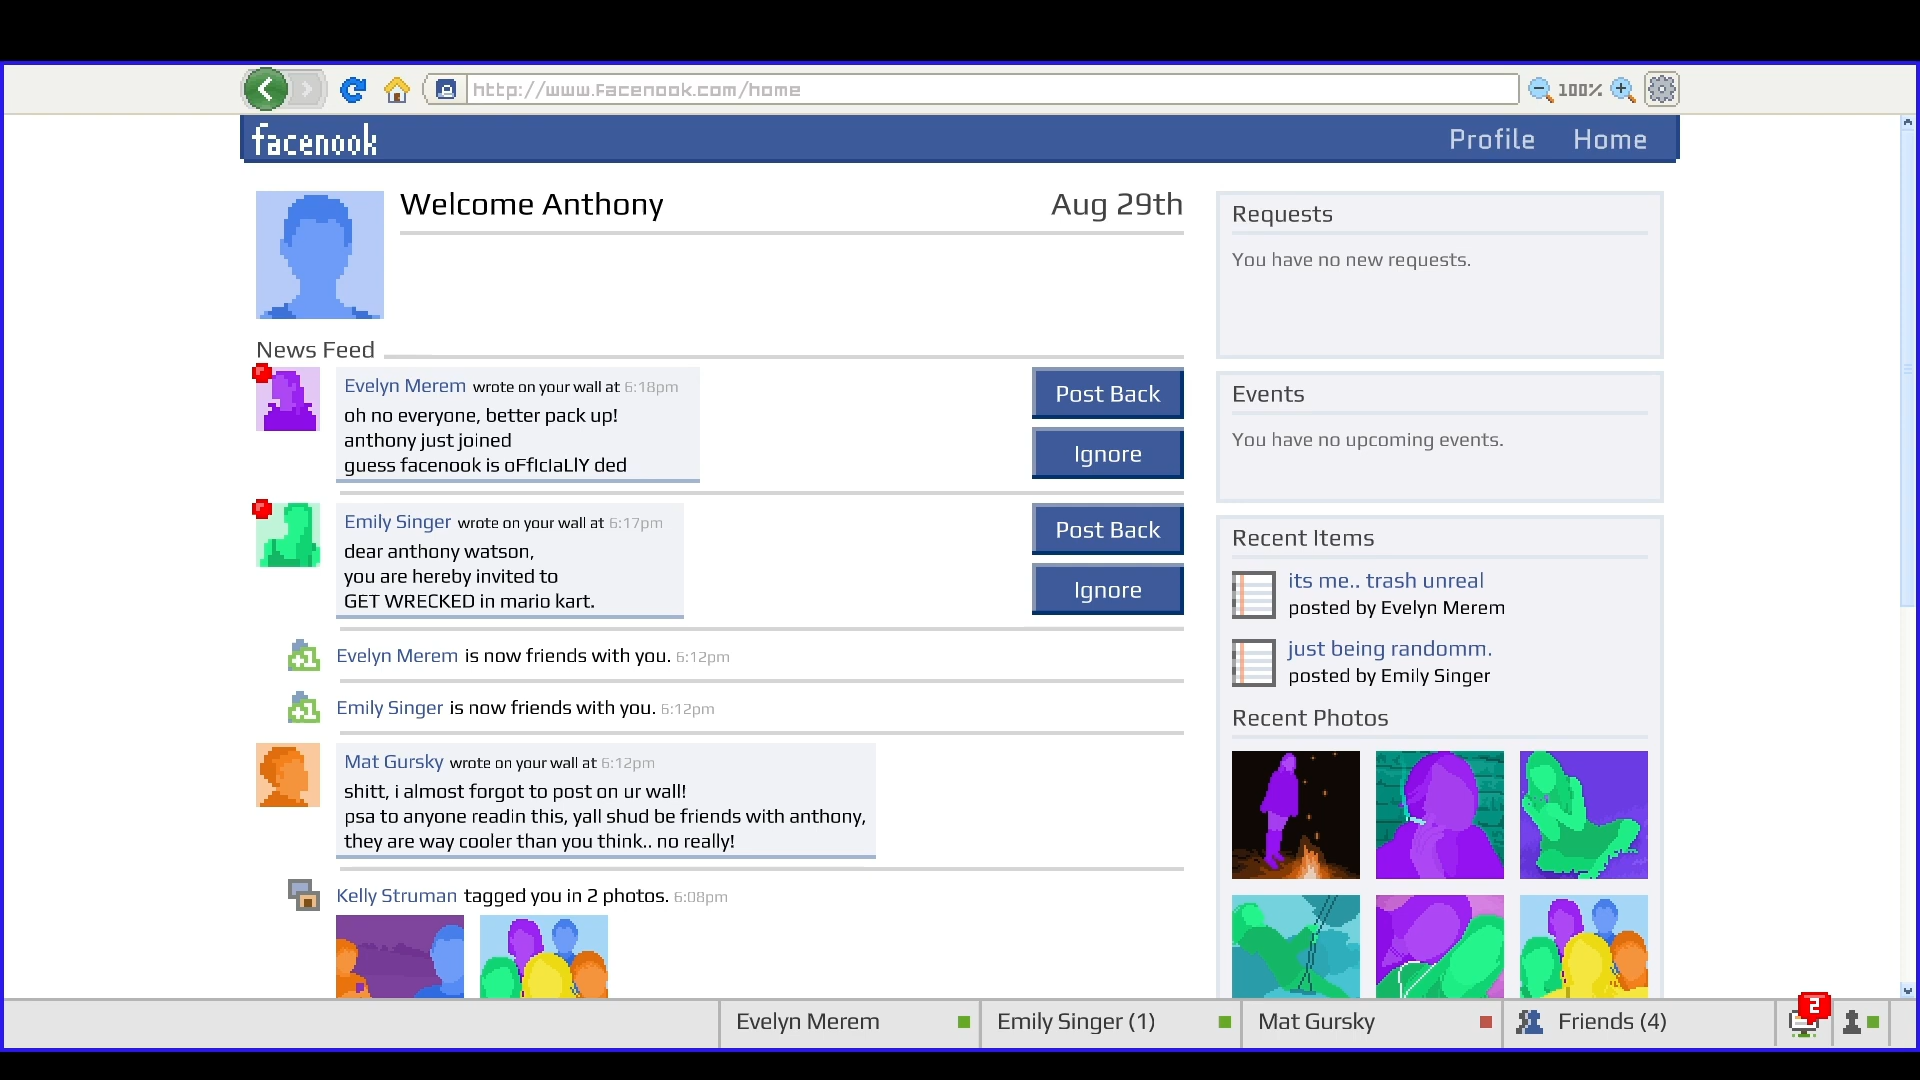 http://www.facenook.com/home
100%
facenook
Profile
Home
Welcome Anthony
Aug 29th
News Feed
Evelyn Merem wrote on your wall at 6:18pm
oh no everyone, better pack up!
anthony just joined
guess facenook is oFfIcIaLlY ded
Post Back
Ignore
Emily Singer wrote on your wall at 6:17pm
dear anthony watson,
you are hereby invited to
GET WRECKED in mario kart.
Post Back
Ignore
+1
Evelyn Merem is now friends with you. 6:12pm
+1
Emily Singer is now friends with you. 6:12pm
Mat Gursky wrote on your wall at 6:12pm
shitt, i almost forgot to post on ur wall!
psa to anyone readin this, yall shud be friends with anthony,
they are way cooler than you think.. no really!
Kelly Struman tagged you in 2 photos. 6:08pm
Requests
You have no new requests.
Events
You have no upcoming events.
Recent Items
its me.. trash unreal
posted by Evelyn Merem
just being randomm.
posted by Emily Singer
Recent Photos
Evelyn Merem
Emily Singer (1)
Mat Gursky
Friends (4)
2